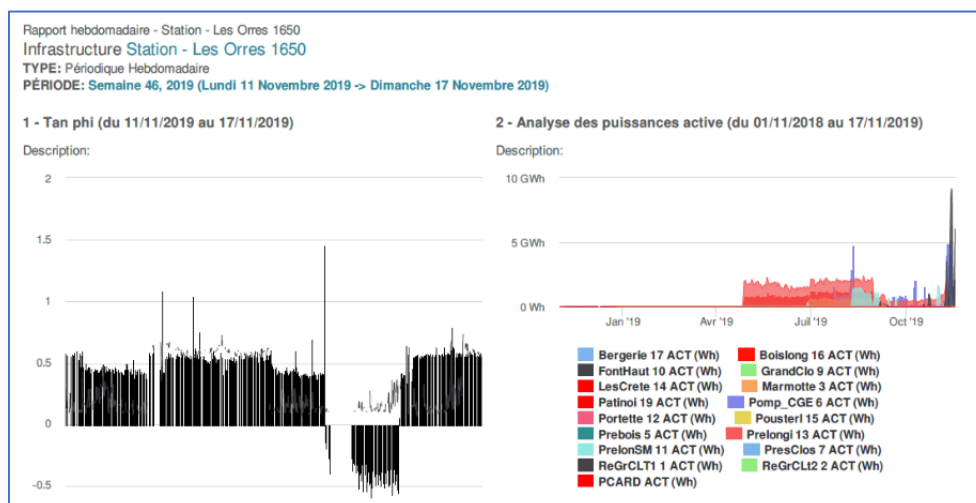 Rapport hebdomadaire - Station - Les Orres 1650
Infrastructure Station - Les Orres 1650
TYPE: Périodique Hebdomadaire
PÉRIODE: Semaine 46, 2019 (Lundi 11 Novembre 2019 -> Dimanche 17 Novembre 2019)
1 - Tan phi (du 11/11/2019 au 17/11/2019)
Description:
2
1.5
1
0.5
0
-0.5
2 - Analyse des puissances active (du 01/11/2018 au 17/11/2019)
Description:
10 GWh
5 GWh
0 Wh
Jan '19 Avr '19 Juil '19 Oct '19
Bergerie 17 ACT (Wh) Boislong 16 ACT (Wh)
FontHaut 10 ACT (Wh) GrandClo 9 ACT (Wh)
LesCrete 14 ACT (Wh) Marmotte 3 ACT (Wh)
Patinoi 19 ACT (Wh) Pomp_CGE 6 ACT (Wh)
Portette 12 ACT (Wh) Pousterl 15 ACT (Wh)
Prebois 5 ACT (Wh) Prelongi 13 ACT (Wh)
PrelonSM 11 ACT (Wh) PresClos 7 ACT (Wh)
ReGrCLT1 1 ACT (Wh) ReGrCLt2 2 ACT (Wh)
PCARD ACT (Wh)